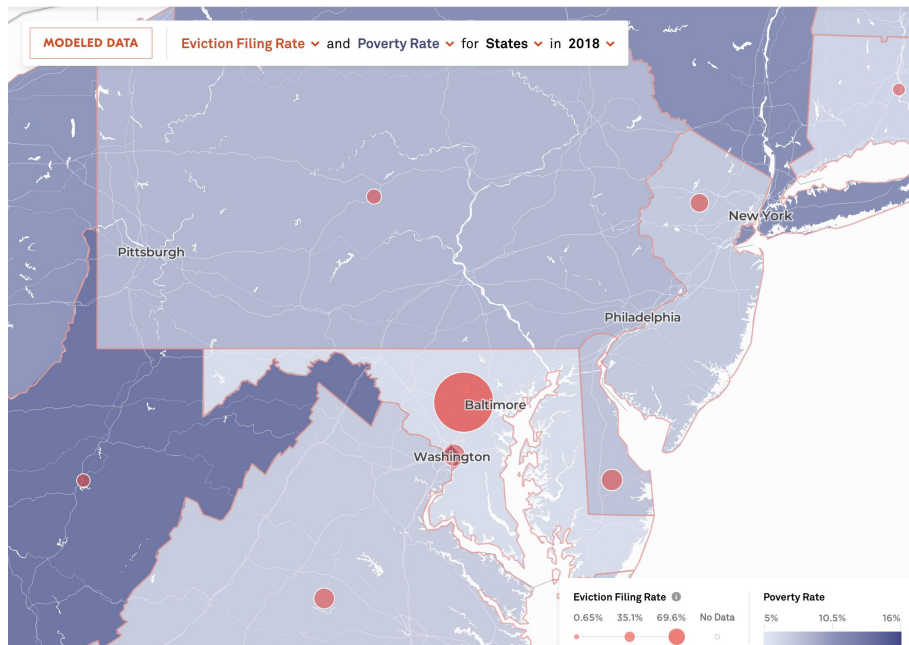 MODELED DATA Eviction Filing Rate and Poverty Rate for States in 2018
New York
Pittsburgh
Philadelphia
Baltimore
Washington
Eviction Filing Rate
0.65% 35.1% 69.6% No Data
Poverty Rate
5% 10.5% 16%